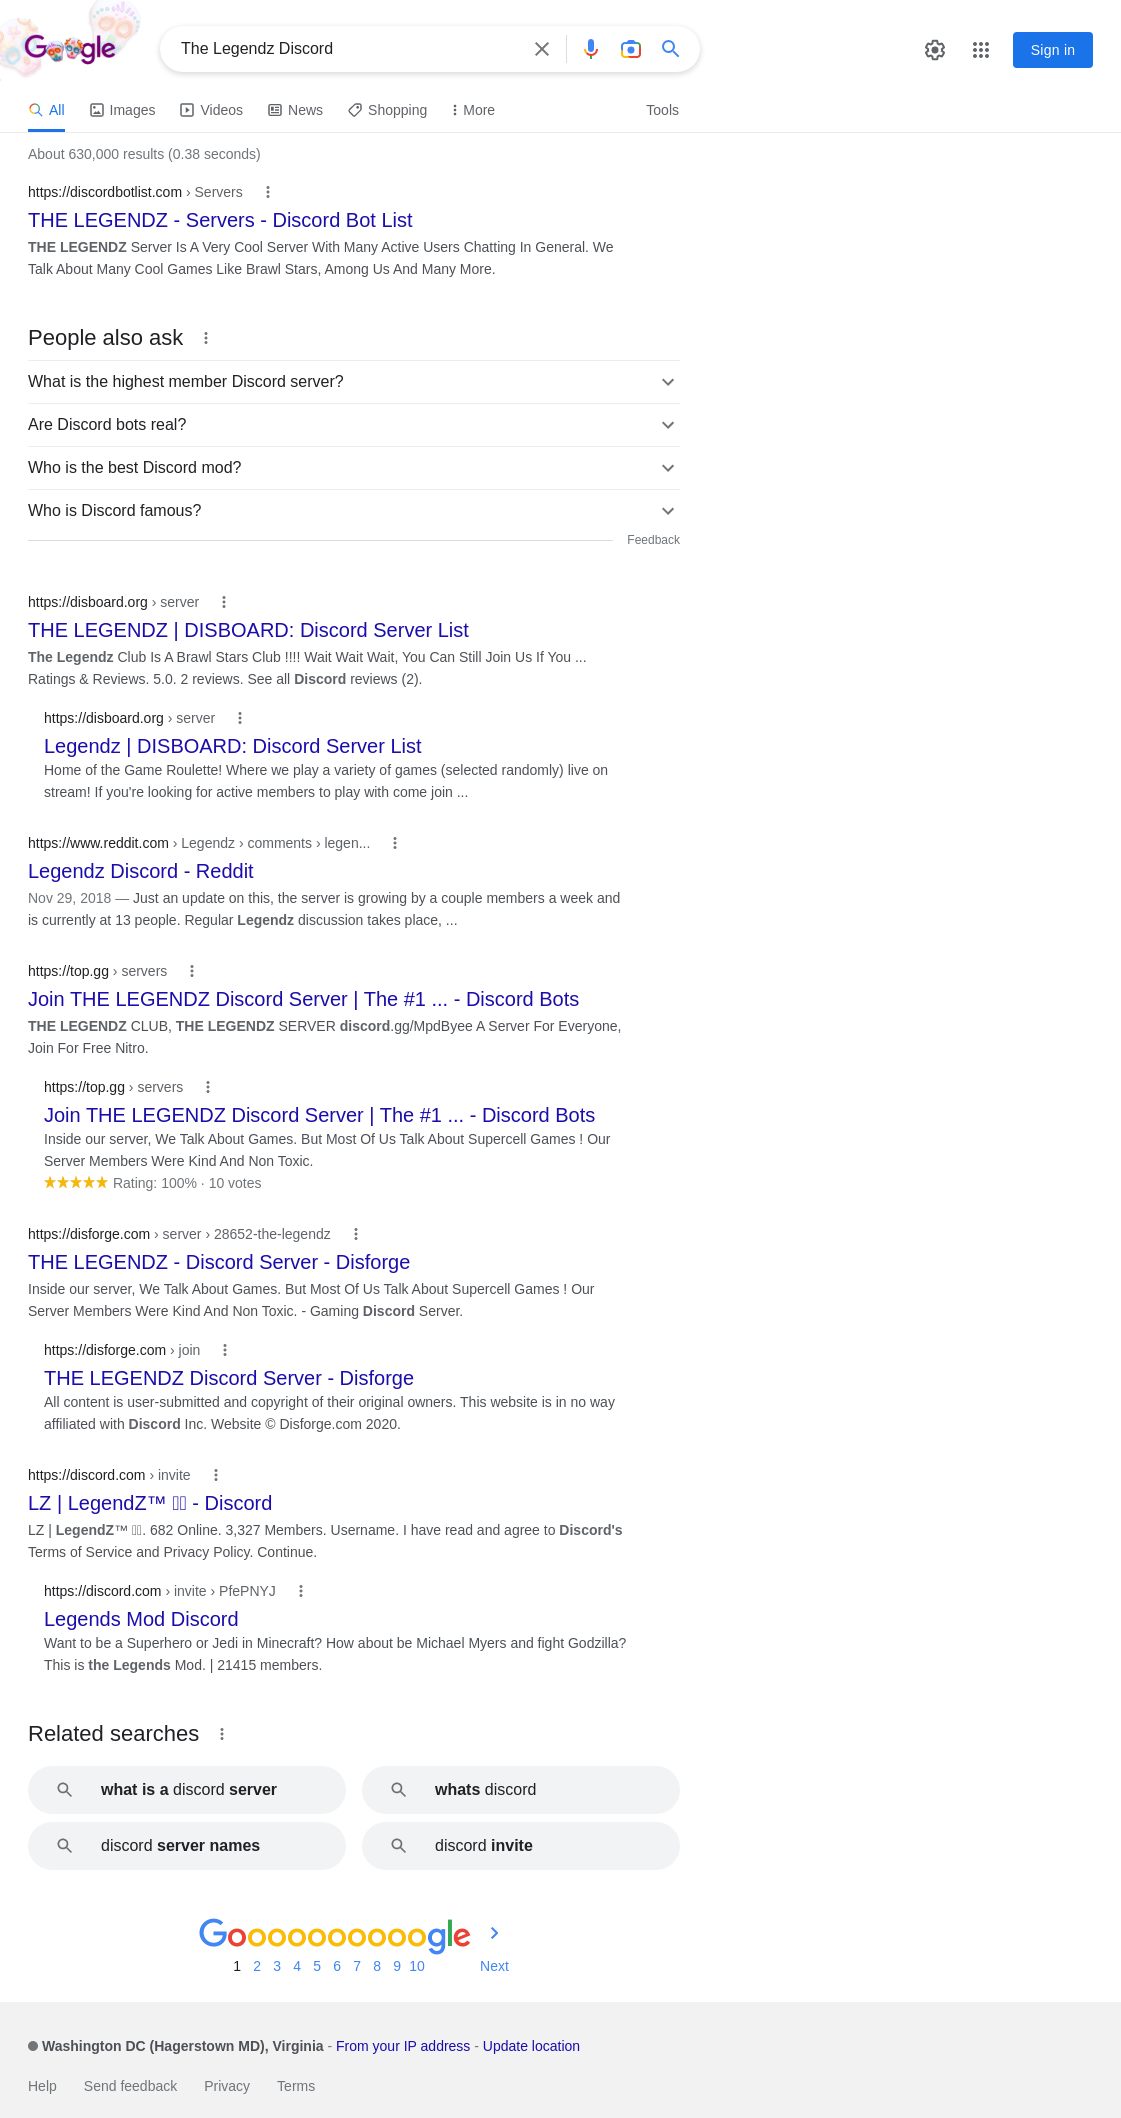 Google
The Legendz Discord
Sign in
All Images Videos News Shopping More Tools
About 630,000 results (0.38 seconds)
https://discordbotlist.com › Servers
THE LEGENDZ - Servers - Discord Bot List
THE LEGENDZ Server Is A Very Cool Server With Many Active Users Chatting In General. We
Talk About Many Cool Games Like Brawl Stars, Among Us And Many More.
People also ask
What is the highest member Discord server?
Are Discord bots real?
Who is the best Discord mod?
Who is Discord famous?
Feedback
https://disboard.org › server
THE LEGENDZ | DISBOARD: Discord Server List
The Legendz Club Is A Brawl Stars Club !!!! Wait Wait Wait, You Can Still Join Us If You ...
Ratings & Reviews. 5.0. 2 reviews. See all Discord reviews (2).
https://disboard.org › server
Legendz | DISBOARD: Discord Server List
Home of the Game Roulette! Where we play a variety of games (selected randomly) live on
stream! If you're looking for active members to play with come join ...
https://www.reddit.com › Legendz › comments › legen...
Legendz Discord - Reddit
Nov 29, 2018 — Just an update on this, the server is growing by a couple members a week and
is currently at 13 people. Regular Legendz discussion takes place, ...
https://top.gg › servers
Join THE LEGENDZ Discord Server | The #1 ... - Discord Bots
THE LEGENDZ CLUB, THE LEGENDZ SERVER discord.gg/MpdByee A Server For Everyone,
Join For Free Nitro.
https://top.gg › servers
Join THE LEGENDZ Discord Server | The #1 ... - Discord Bots
Inside our server, We Talk About Games. But Most Of Us Talk About Supercell Games ! Our
Server Members Were Kind And Non Toxic.
Rating: 100% · 10 votes
https://disforge.com › server › 28652-the-legendz
THE LEGENDZ - Discord Server - Disforge
Inside our server, We Talk About Games. But Most Of Us Talk About Supercell Games ! Our
Server Members Were Kind And Non Toxic. - Gaming Discord Server.
https://disforge.com › join
THE LEGENDZ Discord Server - Disforge
All content is user-submitted and copyright of their original owners. This website is in no way
affiliated with Discord Inc. Website © Disforge.com 2020.
https://discord.com › invite
LZ | LegendZ™ - Discord
LZ | LegendZ™ . 682 Online. 3,327 Members. Username. I have read and agree to Discord's
Terms of Service and Privacy Policy. Continue.
https://discord.com › invite › PfePNYJ
Legends Mod Discord
Want to be a Superhero or Jedi in Minecraft? How about be Michael Myers and fight Godzilla?
This is the Legends Mod. | 21415 members.
Related searches
what is a discord server
whats discord
discord server names
discord invite
Goooooooooogle
1 2 3 4 5 6 7 8 9 10 Next
Washington DC (Hagerstown MD), Virginia - From your IP address - Update location
Help Send feedback Privacy Terms